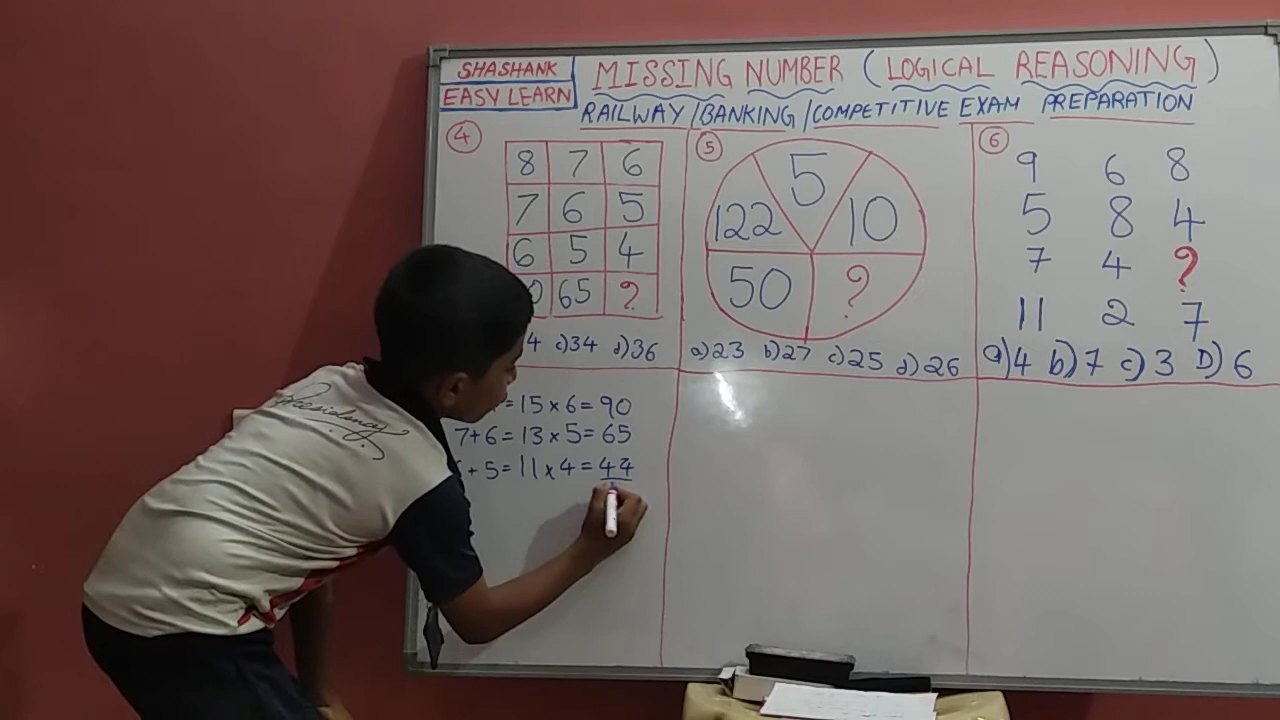 SHASHANK
EASY LEARN
MISSING NUMBER (LOGICAL REASONING)
RAILWAY/BANKING/COMPETITIVE EXAM PREPARATION
4
8 7 6
7 6 5
6 5 4
0 65 ?
4 c)34 d)36
=15×6=90
7+6=13×5=65
+5=11×4=44
5
5
122 10
50 ?
a)23 b)27 c)25 d)26
6
9 6 8
5 8 4
7 4 ?
11 2 7
a)4 b)7 c)3 D)6
Presidency